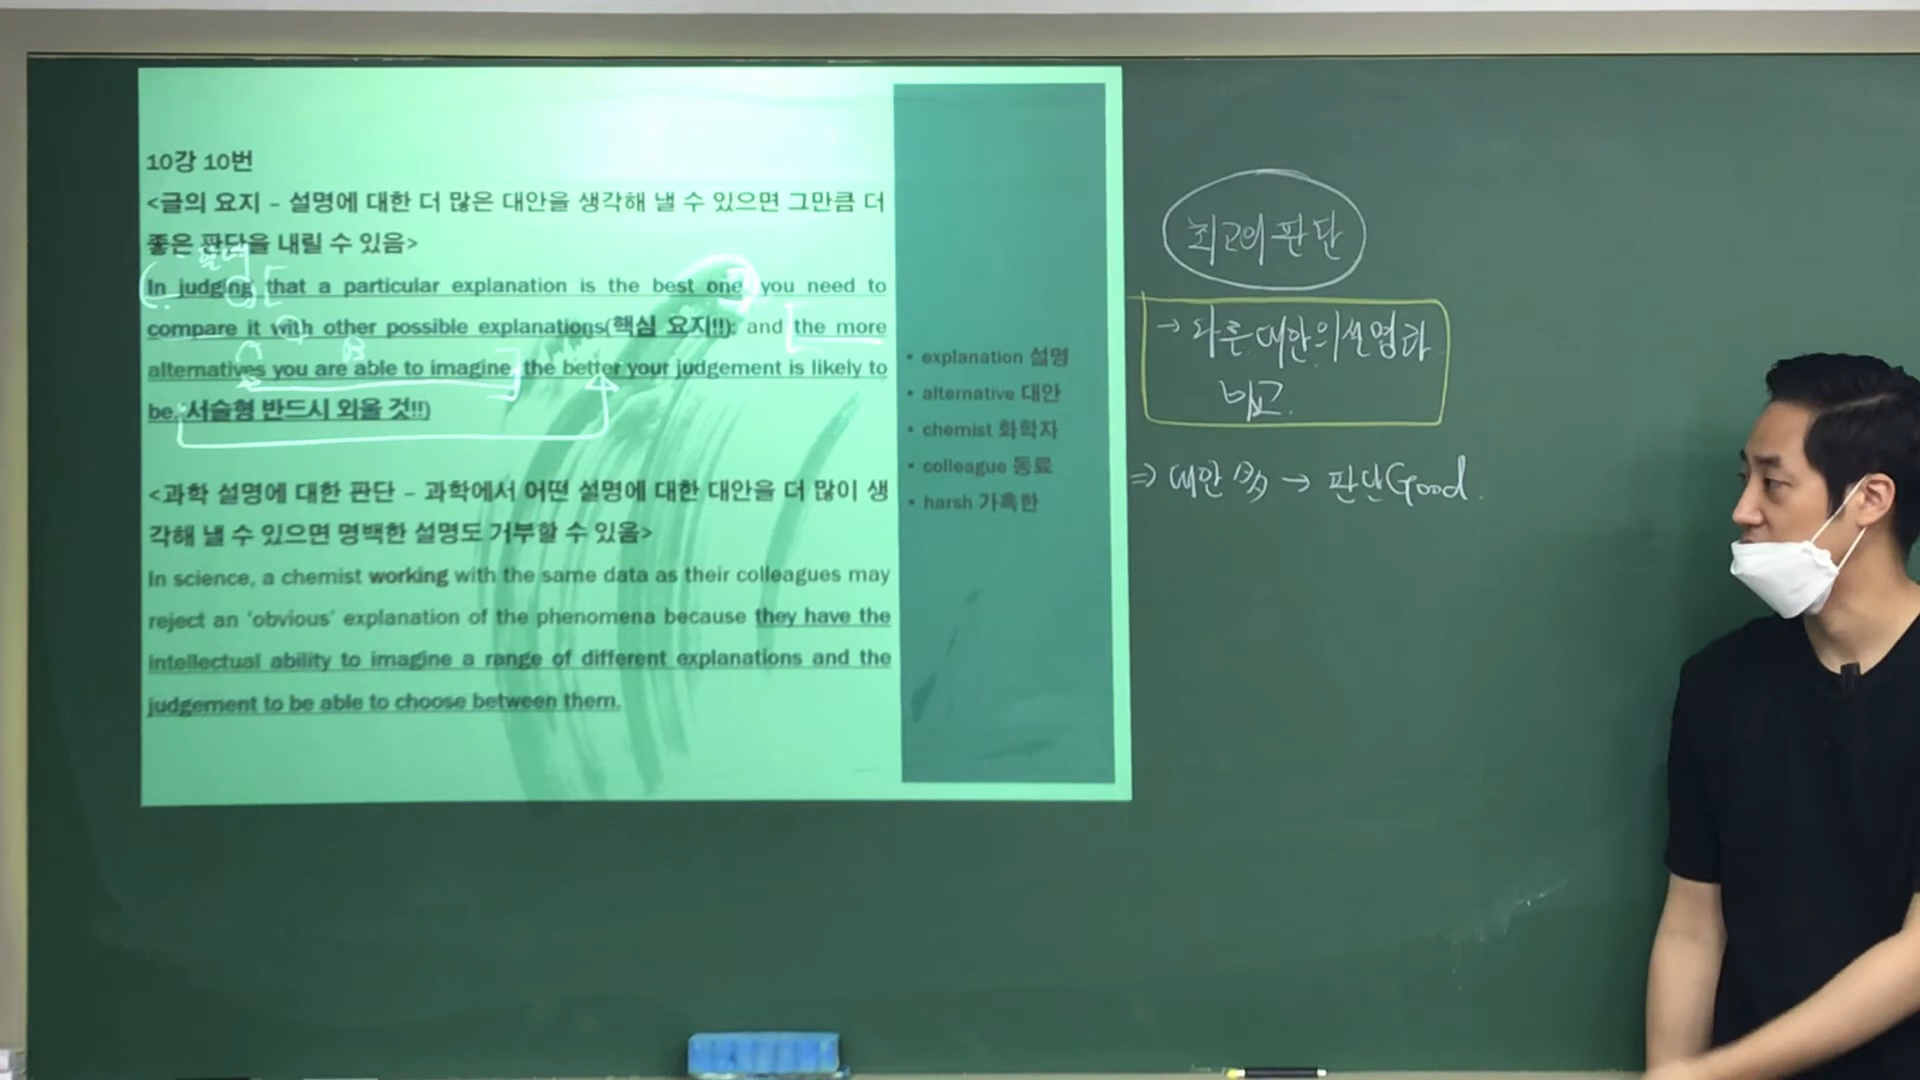 10강 10번
<글의 요지 – 설명에 대한 더 많은 대안을 생각해 낼 수 있으면 그만큼 더
좋은 판단을 내릴 수 있음>
In judging that a particular explanation is the best one, you need to
compare it with other possible explanations(핵심 요지!!); and the more
alternatives you are able to imagine, the better your judgement is likely to
be. 서술형 반드시 외울 것!!)
<과학 설명에 대한 판단 – 과학에서 어떤 설명에 대한 대안을 더 많이 생
각해 낼 수 있으면 명백한 설명도 거부할 수 있음>
In science, a chemist working with the same data as their colleagues may
reject an ‘obvious’ explanation of the phenomena because they have the
intellectual ability to imagine a range of different explanations and the
judgement to be able to choose between them.
• explanation 설명
• alternative 대안
• chemist 화학자
• colleague 동료
• harsh 가혹한
최고의 판단
→ 다른 대안의 설명과
비교.
⇒ 대안 多 → 판단 Good.